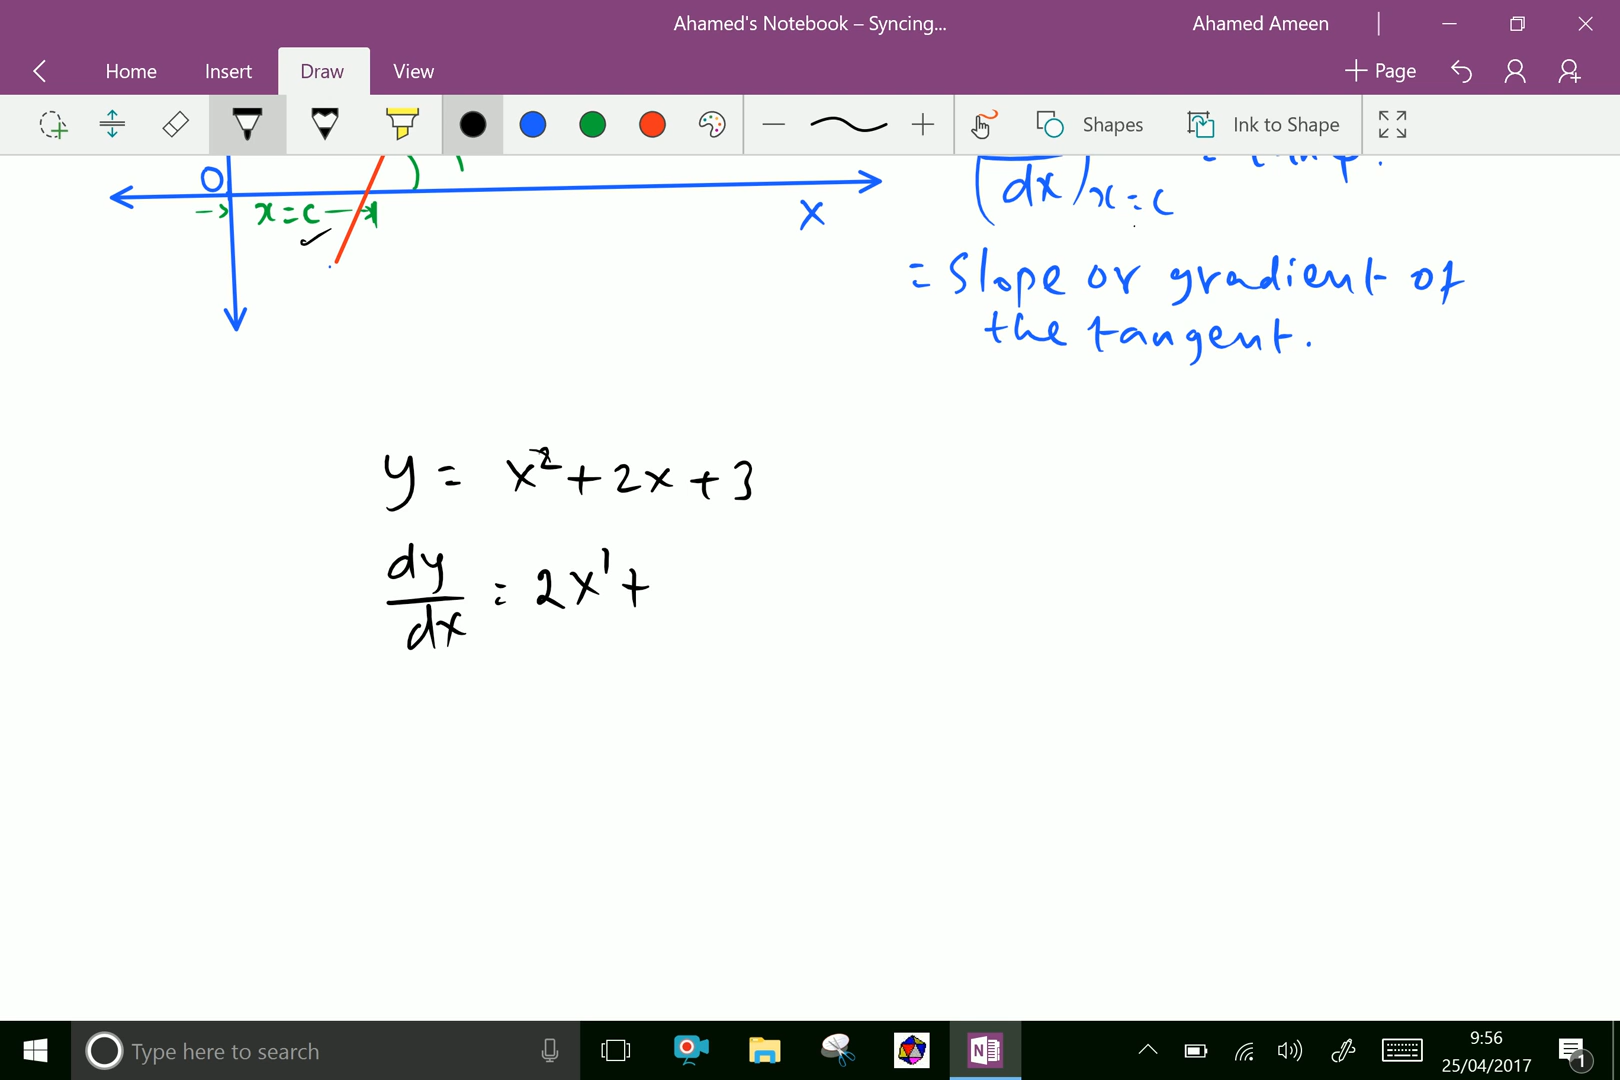 Ahamed's Notebook – Syncing...
Ahamed Ameen
Home Insert Draw View
Page
Shapes
Ink to Shape
O
x = c
X
dx
x = c
= Slope or gradient of
the tangent.
y = x² + 2x + 3
dy
dx
= 2x¹ +
Type here to search
N
9:56
25/04/2017
1